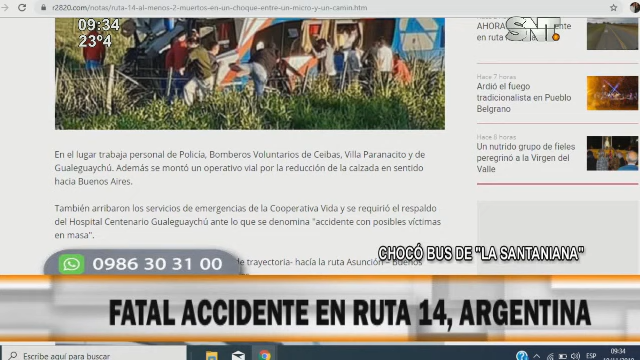 r2820.com/notas/ruta-14-al-menos-2-muertos-en-un-choque-entre-un-micro-y-un-camin.htm
09:34
23°4
SNT
AHORA
en ruta
Hace 7 horas
Ardió el fuego
tradicionalista en Pueblo
Belgrano
Hace 8 horas
Un nutrido grupo de fieles
peregrinó a la Virgen del
Valle
En el lugar trabaja personal de Policía, Bomberos Voluntarios de Ceibas, Villa Paranacito y de
Gualeguaychú. Además se montó un operativo vial por la reducción de la calzada en sentido
hacia Buenos Aires.
También arribaron los servicios de emergencias de la Cooperativa Vida y se requirió el respaldo
del Hospital Centenario Gualeguaychú ante lo que se denomina "accidente con posibles víctimas
en masa".
de trayectoria- hacía la ruta Asunción – Buenos
CHOCÓ BUS DE "LA SANTANIANA"
0986 30 31 00
FATAL ACCIDENTE EN RUTA 14, ARGENTINA
Escribe aquí para buscar
ESP
09:34